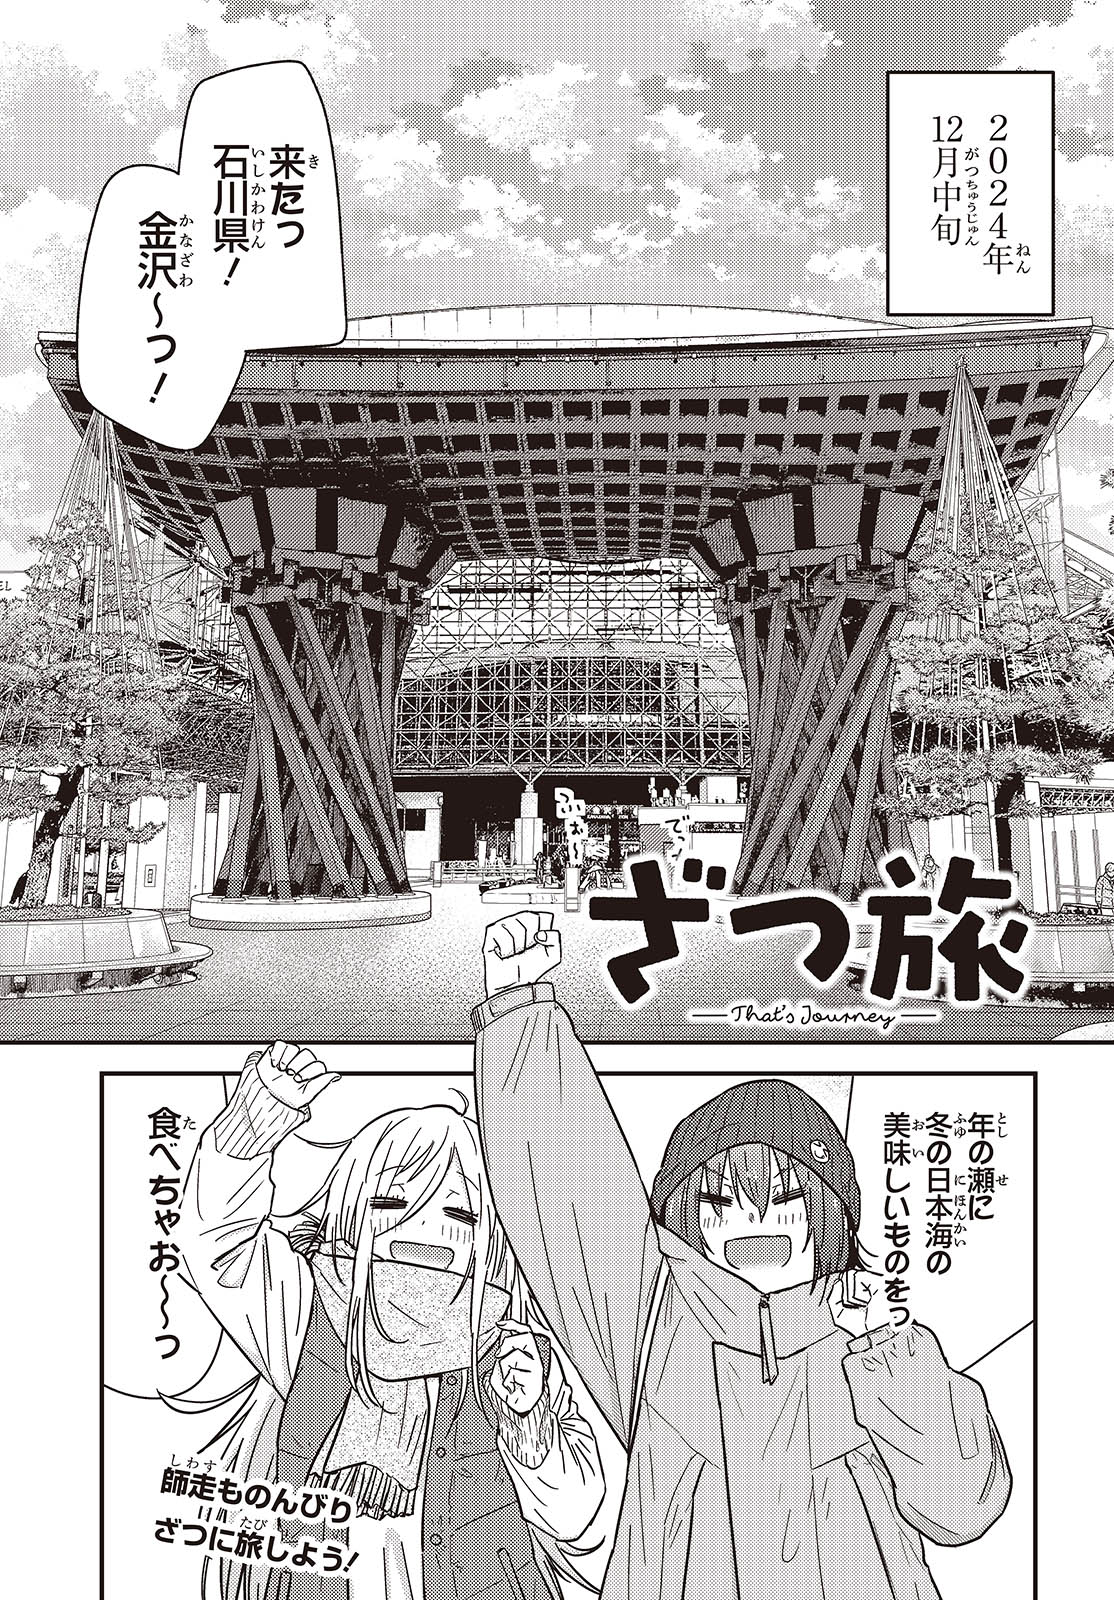 2024年
12月中旬
来たっ
石川県！
金沢〜っ！
ふぉ〜
でっ
ざつ旅
That's Journey
年の瀬に
冬の日本海の
美味しいものをっ
食べちゃお〜〜っ
師走ものんびり
ざつに旅しよう！